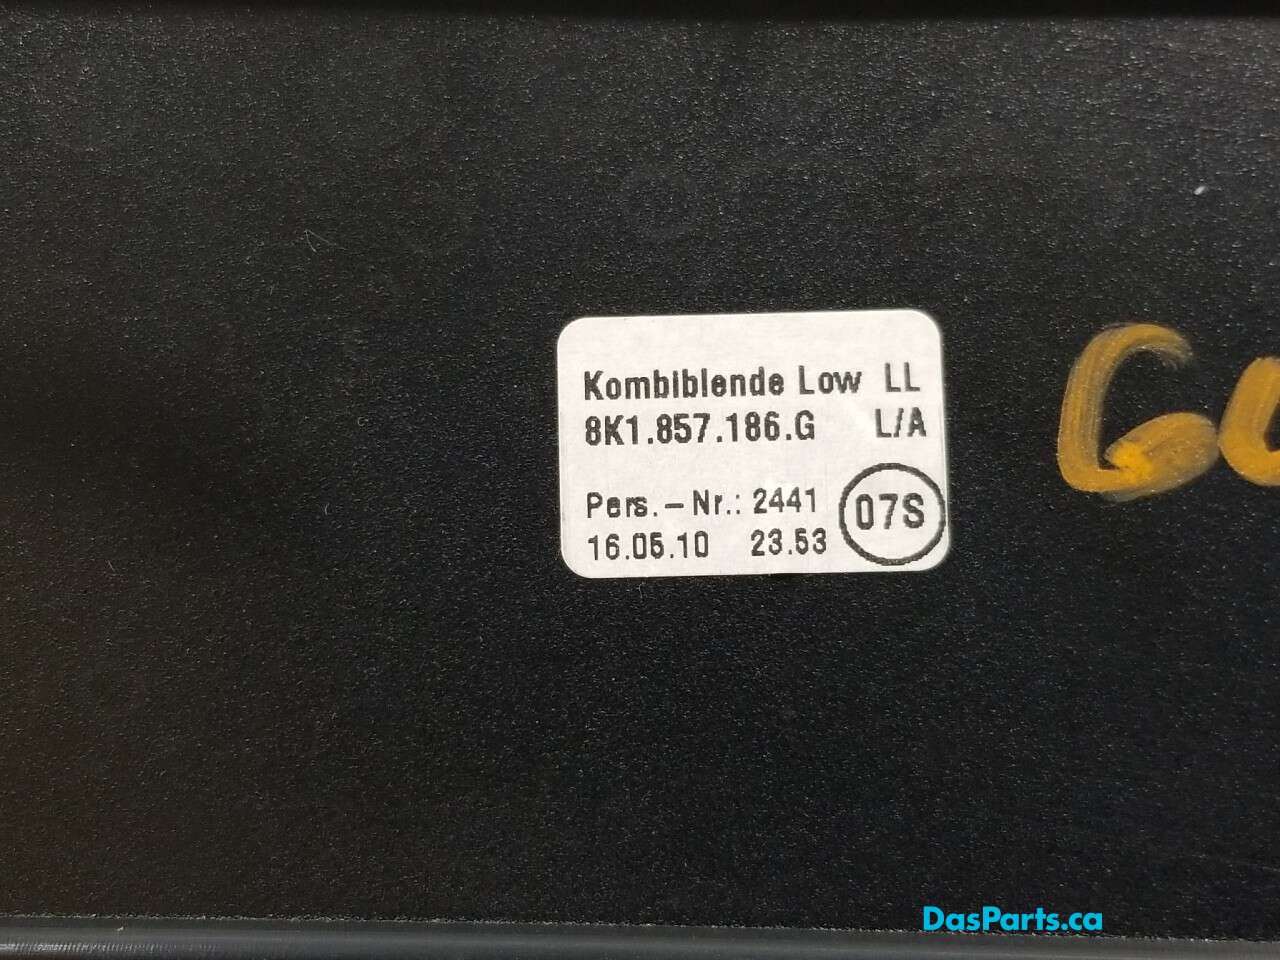 Kombiblende Low LL
8K1.857.186.G L/A
Pers.-Nr.: 2441
16.05.10 23.53
07S
DasParts.ca